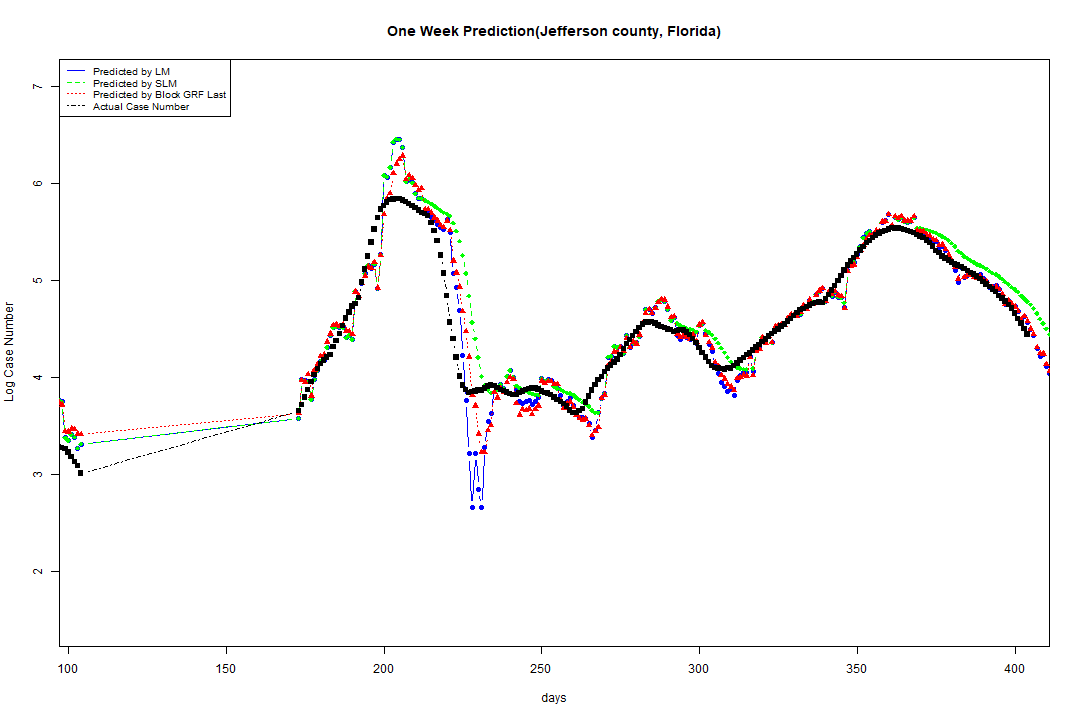 One Week Prediction(Jefferson county, Florida)
Predicted by LM
Predicted by SLM
Predicted by Block GRF Last
Actual Case Number
7
6
5
4
3
2
Log Case Number
100 150 200 250 300 350 400
days